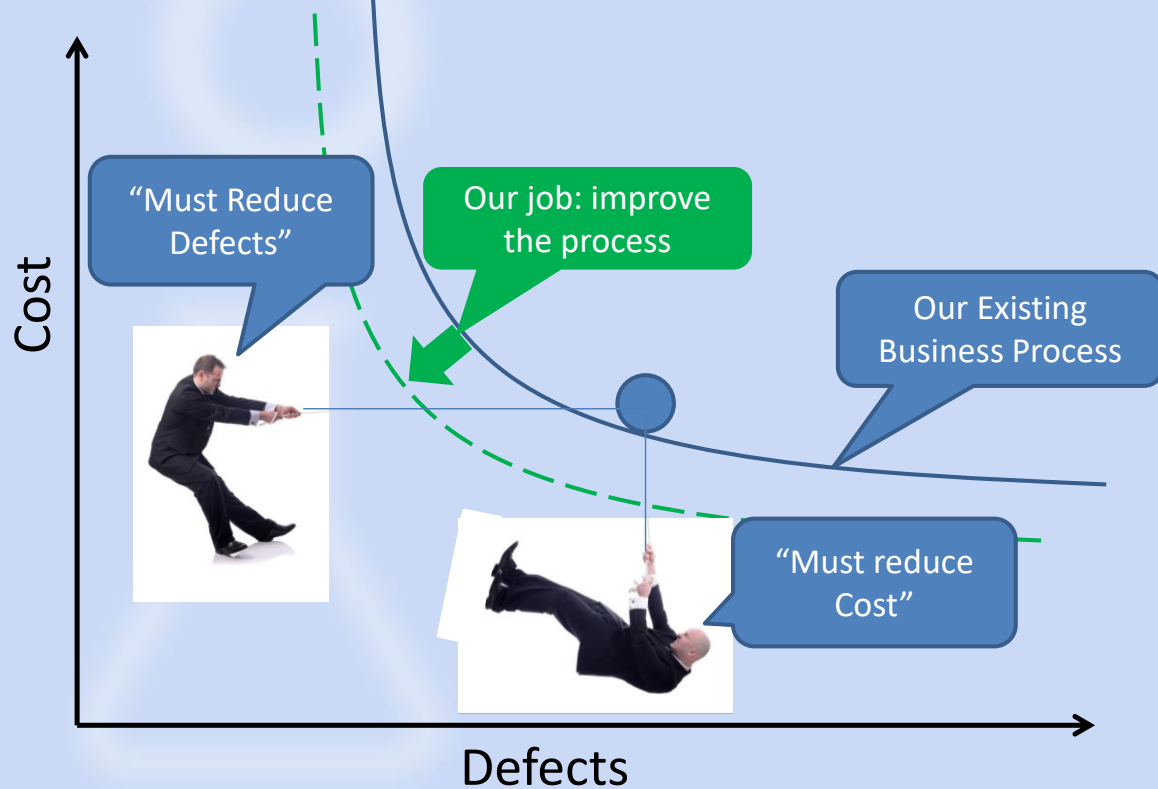 “Must Reduce
Defects”
Our job: improve
the process
Our Existing
Business Process
Cost
“Must reduce
Cost”
Defects